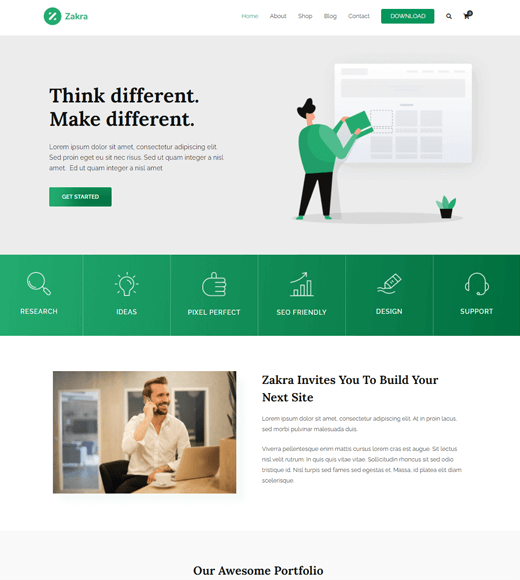 Zakra
Home About Shop Blog Contact DOWNLOAD 0
Think different.
Make different.
Lorem ipsum dolor sit amet, consectetur adipiscing elit.
Sed proin eget eu sit nec risus. Sed ut quam integer a nisl
amet.  Ed ut quam integer a nisl amet
GET STARTED
RESEARCH
IDEAS
PIXEL PERFECT
SEO FRIENDLY
DESIGN
SUPPORT
Zakra Invites You To Build Your
Next Site
Lorem ipsum dolor sit amet, consectetur adipiscing elit. At in proin lacus,
sed morbi pulvinar malesuada duis.
Viverra pellentesque enim mattis cursus lorem cras est augue. Sit lectus
nisl velit rutrum. In quis quis vitae vitae. Sollicitudin rhoncus sit sed odio
tristique id. Nisl turpis sed fames sed egestas et. Massa, id platea elit diam
scelerisque.
Our Awesome Portfolio